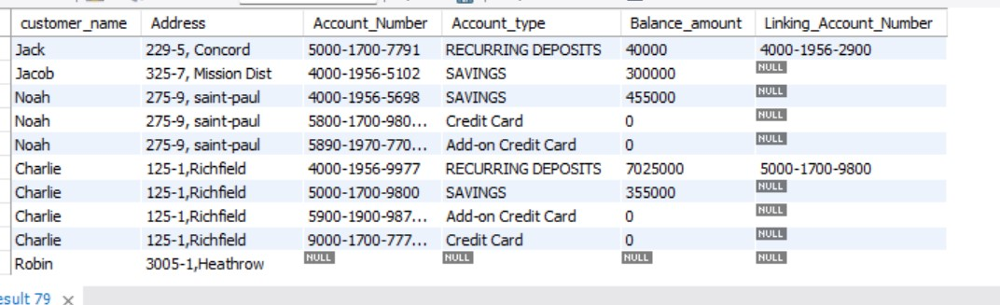 customer_name Address Account_Number Account_type Balance_amount Linking_Account_Number
Jack 229-5, Concord 5000-1700-7791 RECURRING DEPOSITS 40000 4000-1956-2900
Jacob 325-7, Mission Dist 4000-1956-5102 SAVINGS 300000 NULL
Noah 275-9, saint-paul 4000-1956-5698 SAVINGS 455000 NULL
Noah 275-9, saint-paul 5800-1700-980... Credit Card 0 NULL
Noah 275-9, saint-paul 5890-1970-770... Add-on Credit Card 0 NULL
Charlie 125-1,Richfield 4000-1956-9977 RECURRING DEPOSITS 7025000 5000-1700-9800
Charlie 125-1,Richfield 5000-1700-9800 SAVINGS 355000 NULL
Charlie 125-1,Richfield 5900-1900-987... Add-on Credit Card 0 NULL
Charlie 125-1,Richfield 9000-1700-777... Credit Card 0 NULL
Robin 3005-1,Heathrow NULL NULL NULL NULL
esult 79